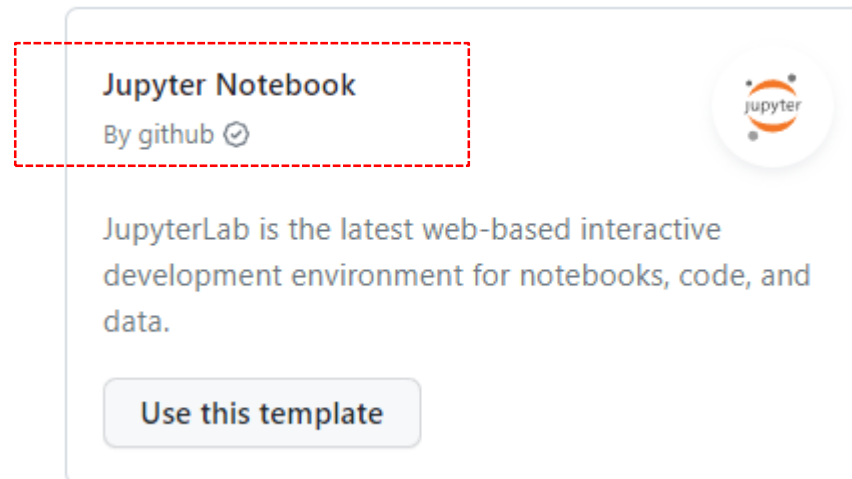 Jupyter Notebook
By github
jupyter
JupyterLab is the latest web-based interactive
development environment for notebooks, code, and
data.
Use this template